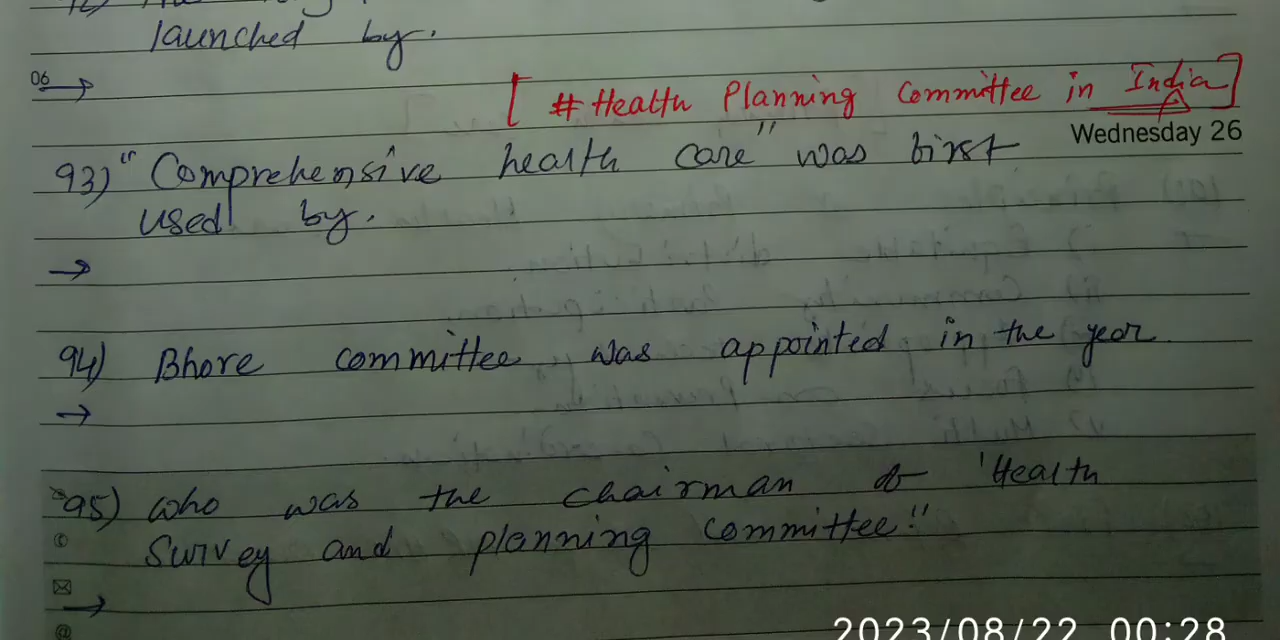 launched by.
06 →
[ # Health Planning Committee in India ]
Wednesday 26
93) "Comprehensive health care" was first
used by.
→
94) Bhore committee was appointed in the year.
→
95) who was the chairman of 'Health
Survey and planning committee!"
→
2023/08/22 00:28